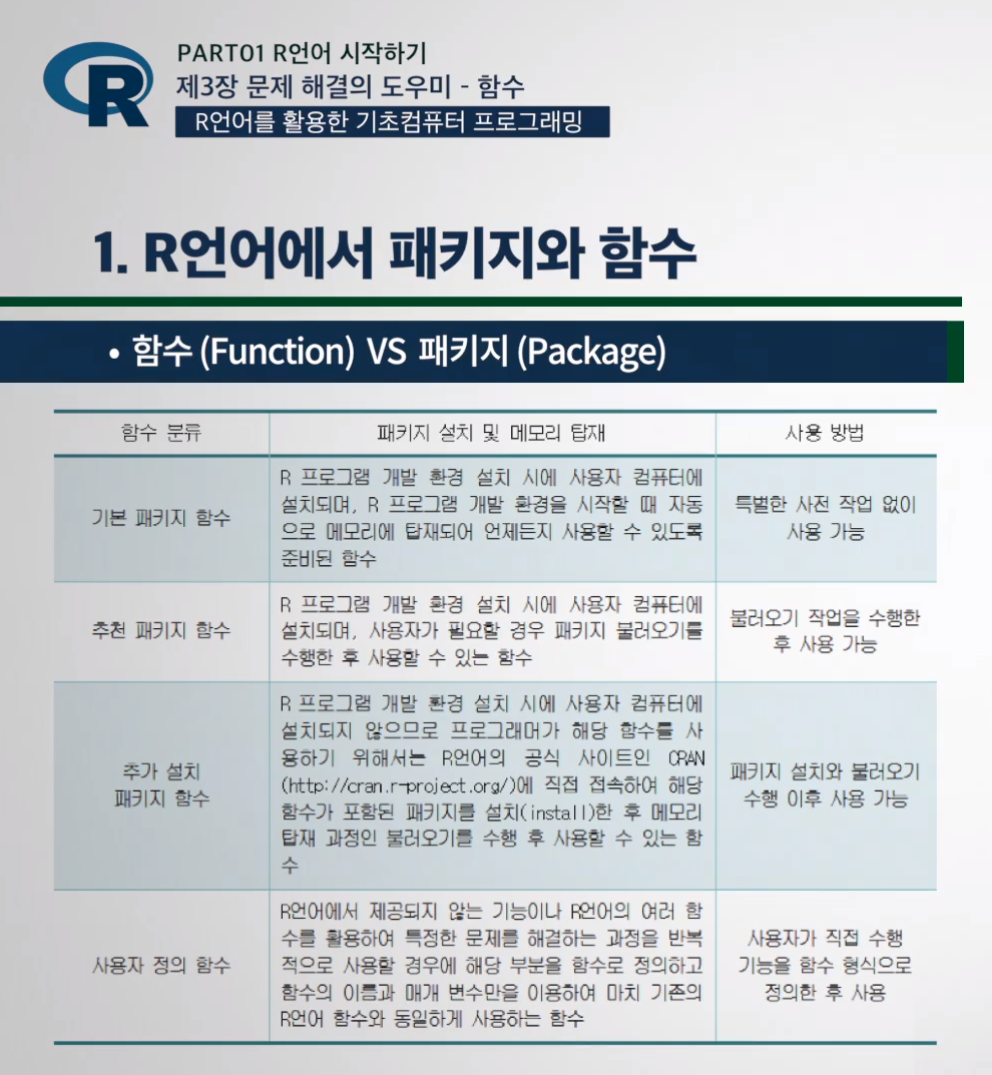 R
PART01 R언어 시작하기
제3장 문제 해결의 도우미 - 함수
R언어를 활용한 기초컴퓨터 프로그래밍
1. R언어에서 패키지와 함수
• 함수(Function) VS 패키지(Package)
함수 분류
패키지 설치 및 메모리 탑재
사용 방법
기본 패키지 함수
R 프로그램 개발 환경 설치 시에 사용자 컴퓨터에
설치되며, R 프로그램 개발 환경을 시작할 때 자동
으로 메모리에 탑재되어 언제든지 사용할 수 있도록
준비된 함수
특별한 사전 작업 없이
사용 가능
추천 패키지 함수
R 프로그램 개발 환경 설치 시에 사용자 컴퓨터에
설치되며, 사용자가 필요할 경우 패키지 불러오기를
수행한 후 사용할 수 있는 함수
불러오기 작업을 수행한
후 사용 가능
추가 설치
패키지 함수
R 프로그램 개발 환경 설치 시에 사용자 컴퓨터에
설치되지 않으므로 프로그래머가 해당 함수를 사
용하기 위해서는 R언어의 공식 사이트인 CRAN
(http://cran.r-project.org/)에 직접 접속하여 해당
함수가 포함된 패키지를 설치(install)한 후 메모리
탑재 과정인 불러오기를 수행 후 사용할 수 있는 함
수
패키지 설치와 불러오기
수행 이후 사용 가능
사용자 정의 함수
R언어에서 제공되지 않는 기능이나 R언어의 여러 함
수를 활용하여 특정한 문제를 해결하는 과정을 반복
적으로 사용할 경우에 해당 부분을 함수로 정의하고
함수의 이름과 매개 변수만을 이용하여 마치 기존의
R언어 함수와 동일하게 사용하는 함수
사용자가 직접 수행
기능을 함수 형식으로
정의한 후 사용